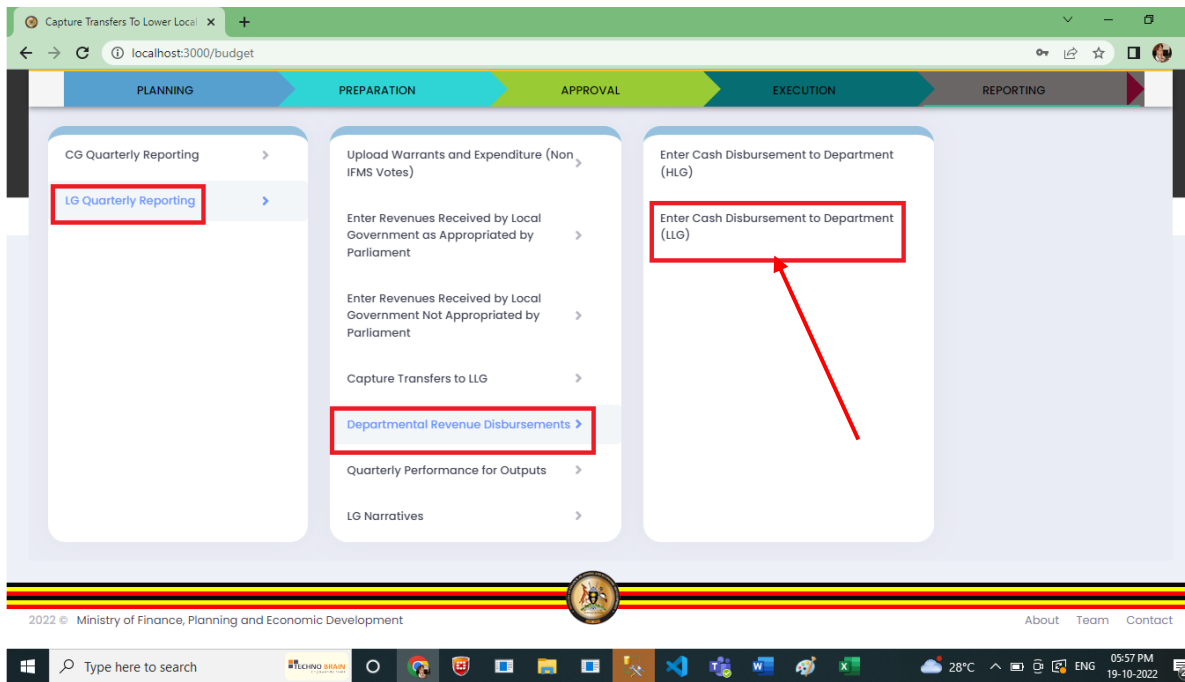 Capture Transfers To Lower Local
localhost:3000/budget
PLANNING
PREPARATION
APPROVAL
EXECUTION
REPORTING
CG Quarterly Reporting
LG Quarterly Reporting
Upload Warrants and Expenditure (Non
IFMS Votes)
Enter Revenues Received by Local
Government as Appropriated by
Parliament
Enter Revenues Received by Local
Government Not Appropriated by
Parliament
Capture Transfers to LLG
Departmental Revenue Disbursements
Quarterly Performance for Outputs
LG Narratives
Enter Cash Disbursement to Department
(HLG)
Enter Cash Disbursement to Department
(LLG)
2022 © Ministry of Finance, Planning and Economic Development
About Team Contact
Type here to search
TECHNO BRAIN
28°C
ENG
05:57 PM
19-10-2022